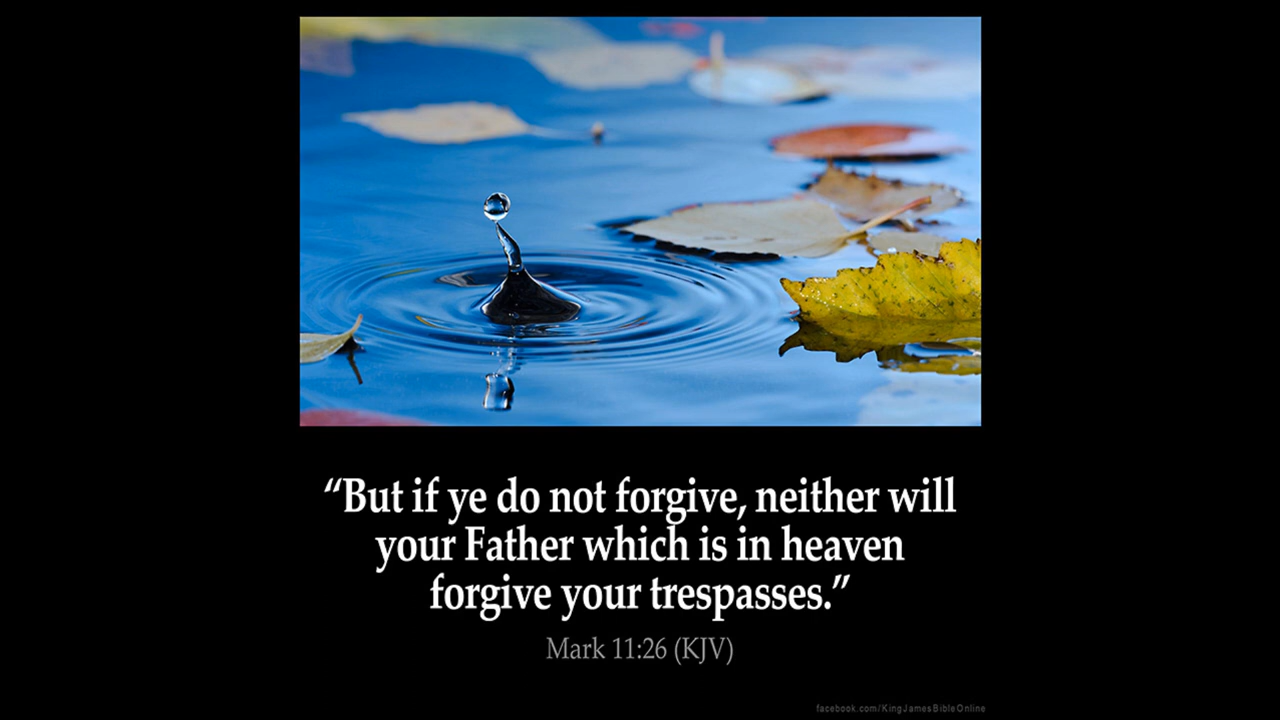 “But if ye do not forgive, neither will
your Father which is in heaven
forgive your trespasses.”
Mark 11:26 (KJV)
facebook.com/KingJamesBibleOnline